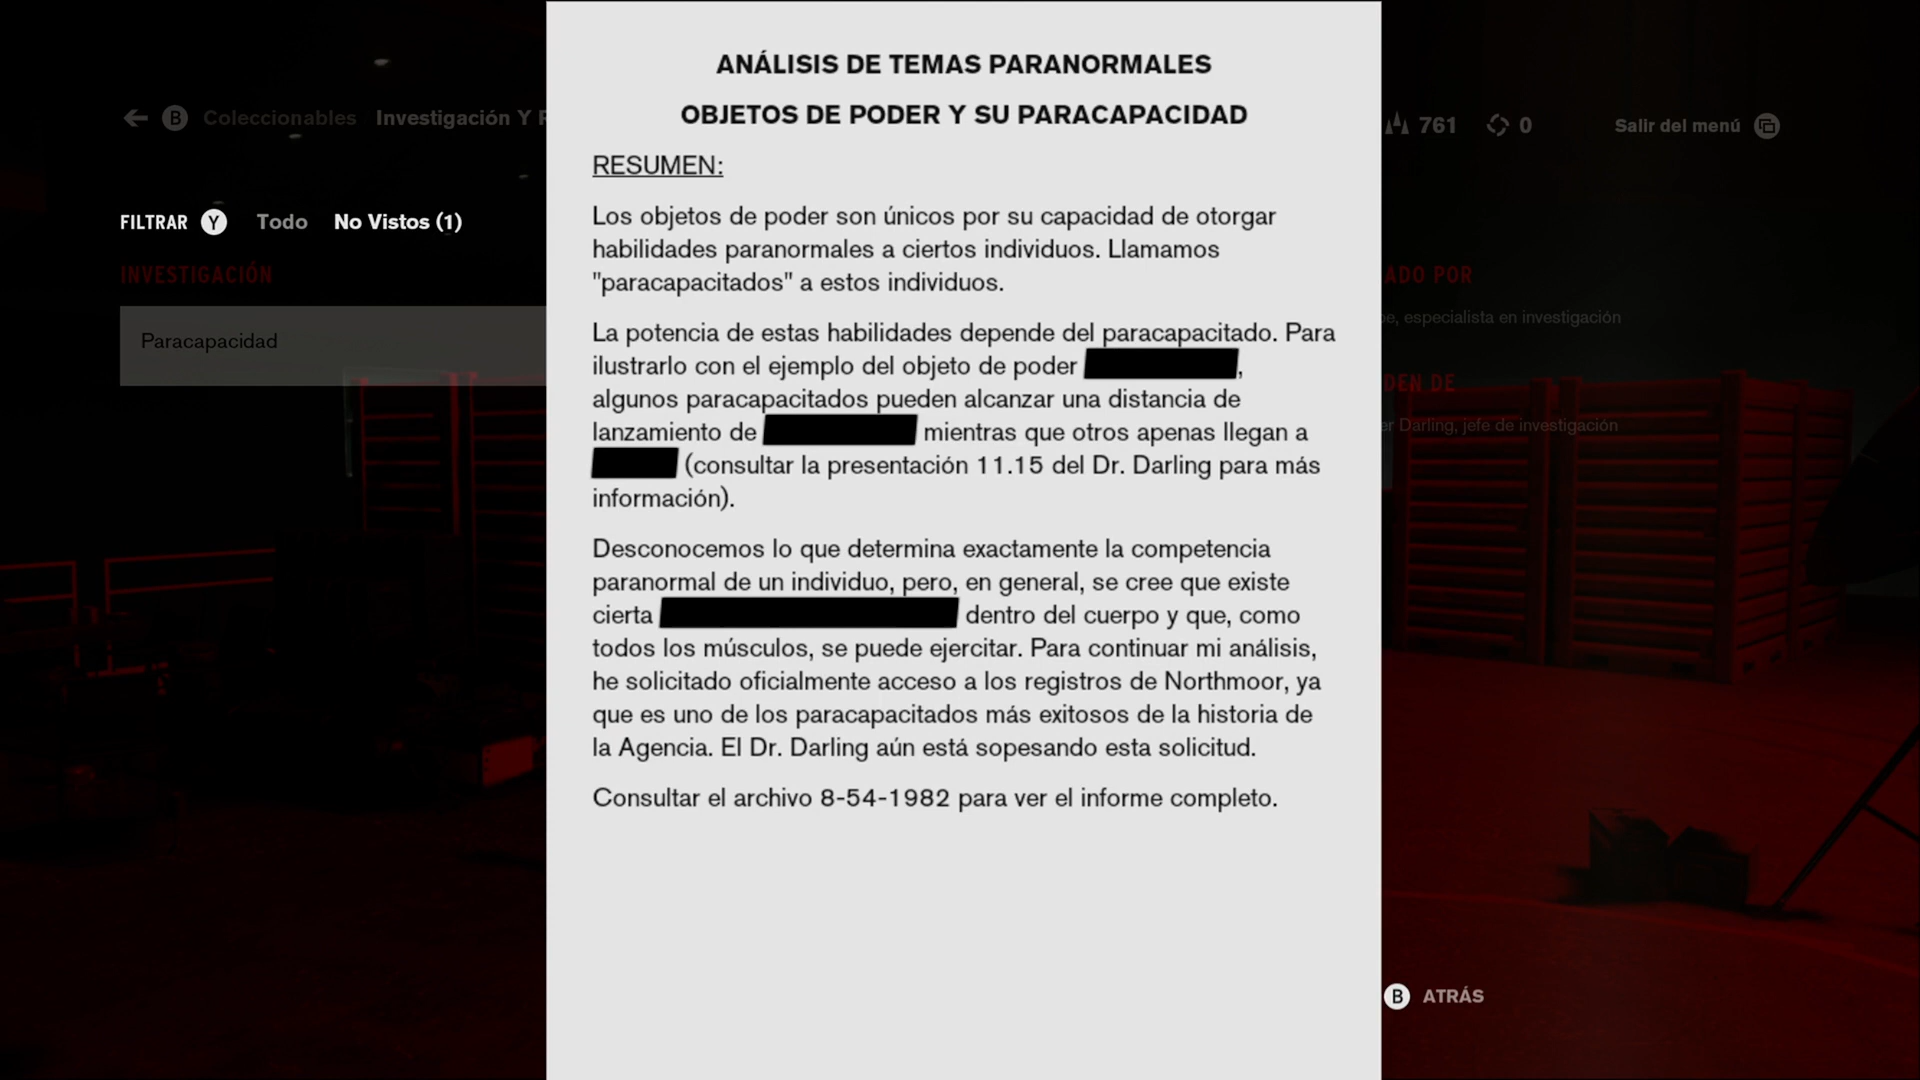 Coleccionables Investigación Y
761
0
Salir del menú
FILTRAR Y Todo No Vistos (1)
INVESTIGACIÓN
Paracapacidad
ANÁLISIS DE TEMAS PARANORMALES
OBJETOS DE PODER Y SU PARACAPACIDAD
RESUMEN:
Los objetos de poder son únicos por su capacidad de otorgar
habilidades paranormales a ciertos individuos. Llamamos
"paracapacitados" a estos individuos.
La potencia de estas habilidades depende del paracapacitado. Para
ilustrarlo con el ejemplo del objeto de poder ,
algunos paracapacitados pueden alcanzar una distancia de
lanzamiento de mientras que otros apenas llegan a
(consultar la presentación 11.15 del Dr. Darling para más
información).
Desconocemos lo que determina exactamente la competencia
paranormal de un individuo, pero, en general, se cree que existe
cierta dentro del cuerpo y que, como
todos los músculos, se puede ejercitar. Para continuar mi análisis,
he solicitado oficialmente acceso a los registros de Northmoor, ya
que es uno de los paracapacitados más exitosos de la historia de
la Agencia. El Dr. Darling aún está sopesando esta solicitud.
Consultar el archivo 8-54-1982 para ver el informe completo.
ADO POR
especialista en investigación
DEN DE
Darling, jefe de investigación
B ATRÁS